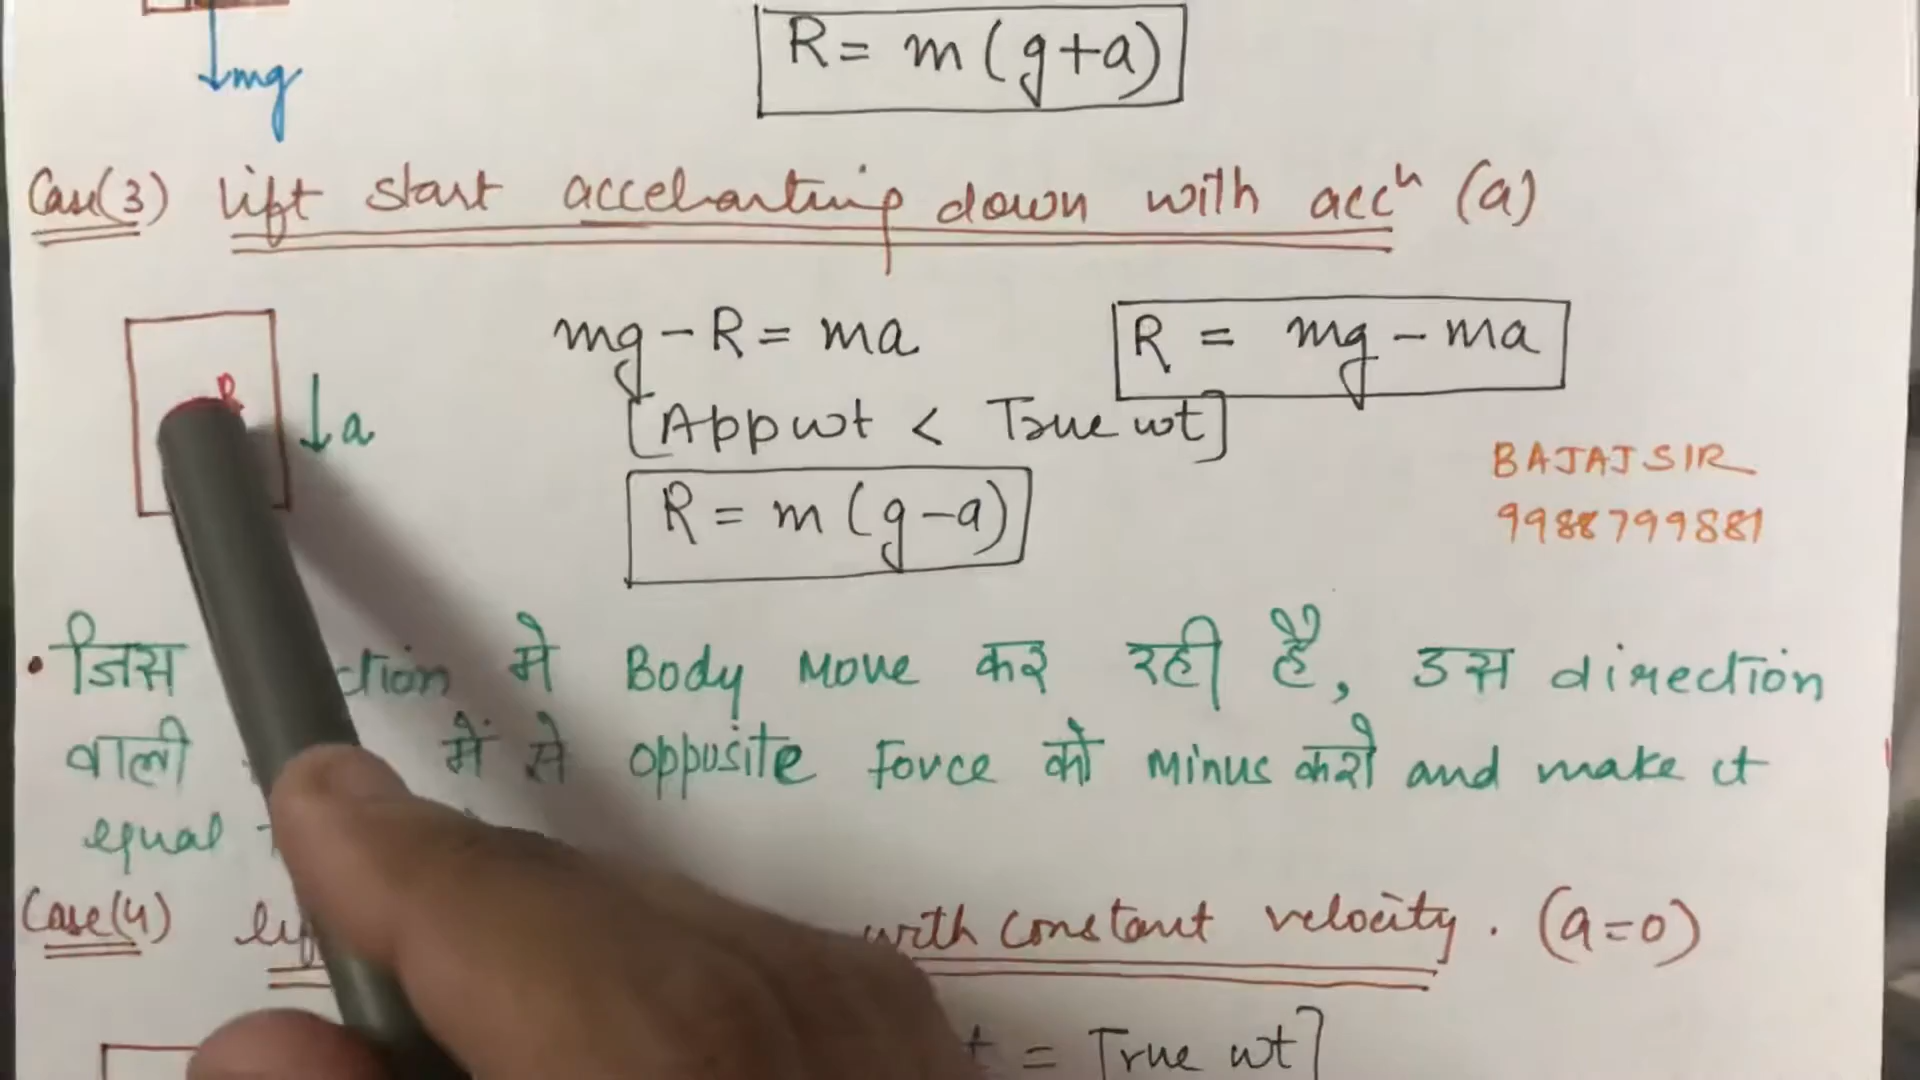 ↓mg
R = m (g+a)
Case(3) lift start accelharting down with accⁿ (a)
mg - R = ma
R = mg - ma
R
↓a
[App wt < True wt]
BAJAJ SIR
9988799881
R = m (g-a)
• जिस ction मे Body move कर रही है, उस direction
वाली में से opposite Force को minus करो and make it
equal
Case(4) with constant velocity. (a=0)
= True wt]